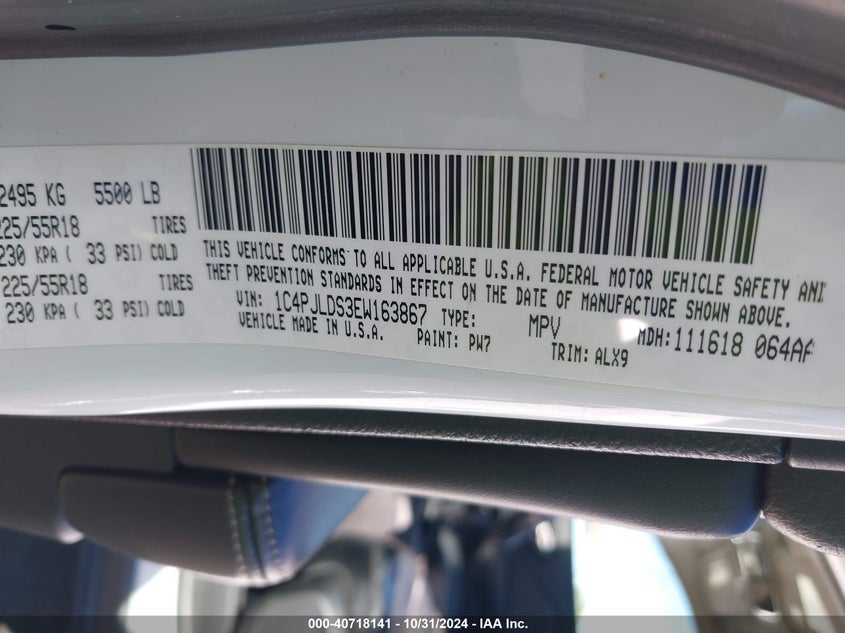 2495 KG 5500 LB
225/55R18 TIRES
230 KPA ( 33 PSI) COLD
225/55R18 TIRES
230 KPA ( 33 PSI) COLD
THIS VEHICLE CONFORMS TO ALL APPLICABLE U.S.A. FEDERAL MOTOR VEHICLE SAFETY AND
THEFT PREVENTION STANDARDS IN EFFECT ON THE DATE OF MANUFACTURE SHOWN ABOVE.
VIN: 1C4PJLDS3EW163867 TYPE: MPV MDH: 111618 064AA
VEHICLE MADE IN U.S.A. PAINT: PW7 TRIM: ALX9
000-40718141 - 10/31/2024 - IAA Inc.